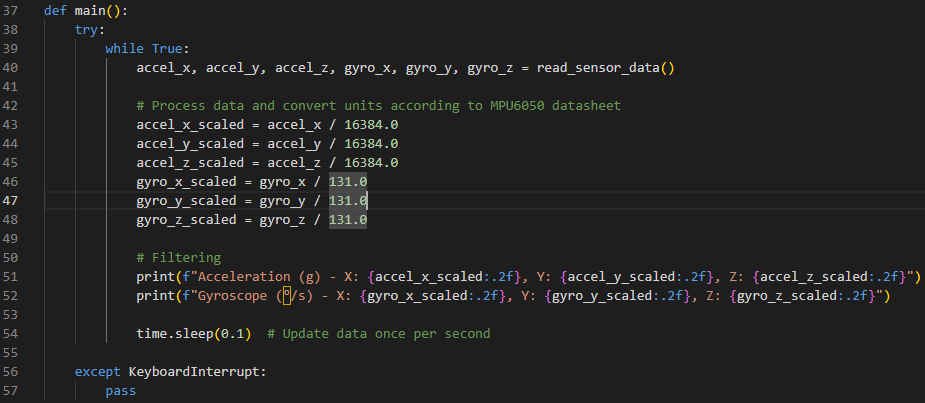 37 def main():
38     try:
39         while True:
40             accel_x, accel_y, accel_z, gyro_x, gyro_y, gyro_z = read_sensor_data()
41
42             # Process data and convert units according to MPU6050 datasheet
43             accel_x_scaled = accel_x / 16384.0
44             accel_y_scaled = accel_y / 16384.0
45             accel_z_scaled = accel_z / 16384.0
46             gyro_x_scaled = gyro_x / 131.0
47             gyro_y_scaled = gyro_y / 131.0
48             gyro_z_scaled = gyro_z / 131.0
49
50             # Filtering
51             print(f"Acceleration (g) - X: {accel_x_scaled:.2f}, Y: {accel_y_scaled:.2f}, Z: {accel_z_scaled:.2f}")
52             print(f"Gyroscope (º/s) - X: {gyro_x_scaled:.2f}, Y: {gyro_y_scaled:.2f}, Z: {gyro_z_scaled:.2f}")
53
54             time.sleep(0.1)  # Update data once per second
55
56     except KeyboardInterrupt:
57         pass